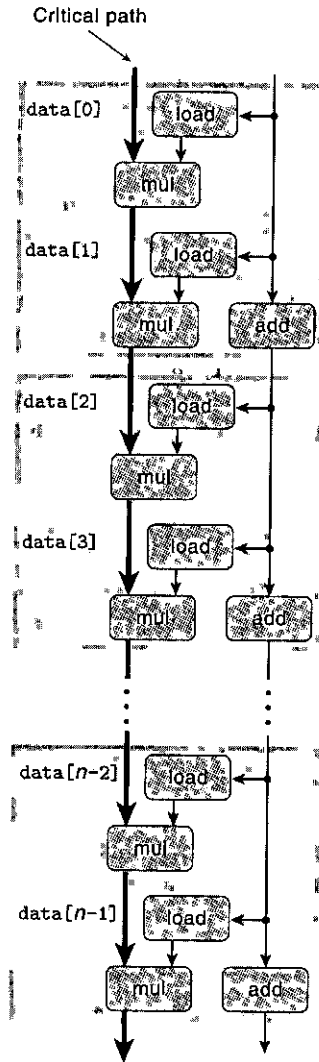 Critical path
data[0]
load
mul
data[1]
load
mul
add
data[2]
load
mul
data[3]
load
mul
add
data[n-2]
load
mul
data[n-1]
load
mul
add